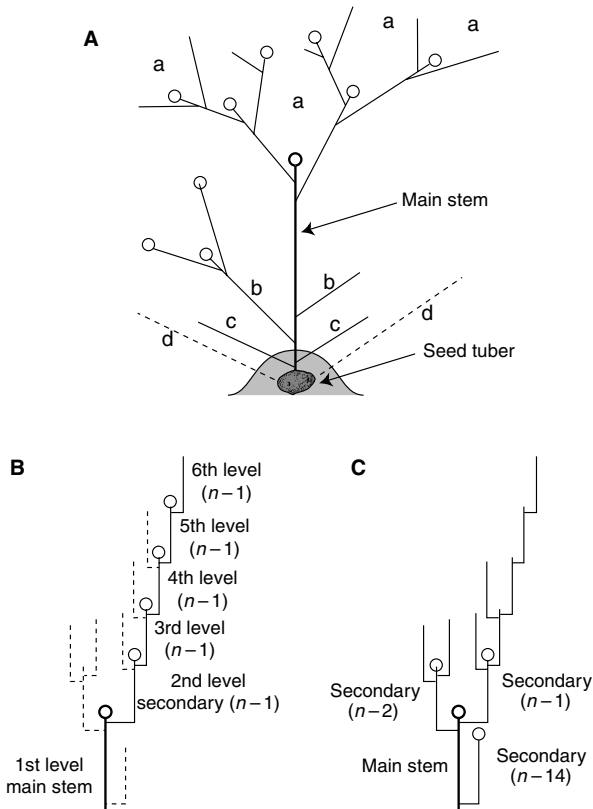 A
a
a
a
a
Main stem
b
b
c
c
d
d
Seed tuber
B
6th level
(n – 1)
5th level
(n – 1)
4th level
(n – 1)
3rd level
(n – 1)
2nd level
secondary (n – 1)
1st level
main stem
C
Secondary
(n – 2)
Secondary
(n – 1)
Main stem
Secondary
(n – 14)